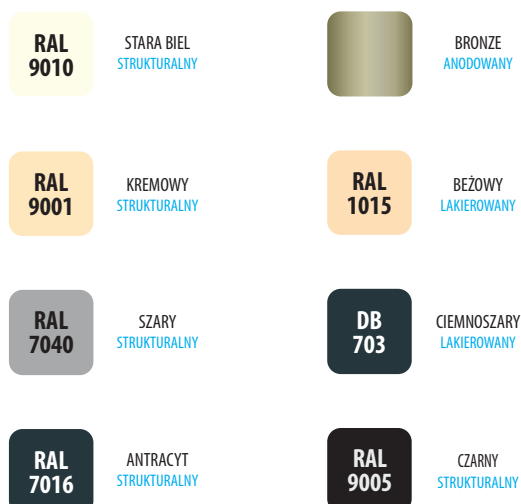 RAL
9010
STARA BIEL
STRUKTURALNY
BRONZE
ANODOWANY
RAL
9001
KREMOWY
STRUKTURALNY
RAL
1015
BEŻOWY
LAKIEROWANY
RAL
7040
SZARY
STRUKTURALNY
DB
703
CIEMNOSZARY
LAKIEROWANY
RAL
7016
ANTRACYT
STRUKTURALNY
RAL
9005
CZARNY
STRUKTURALNY